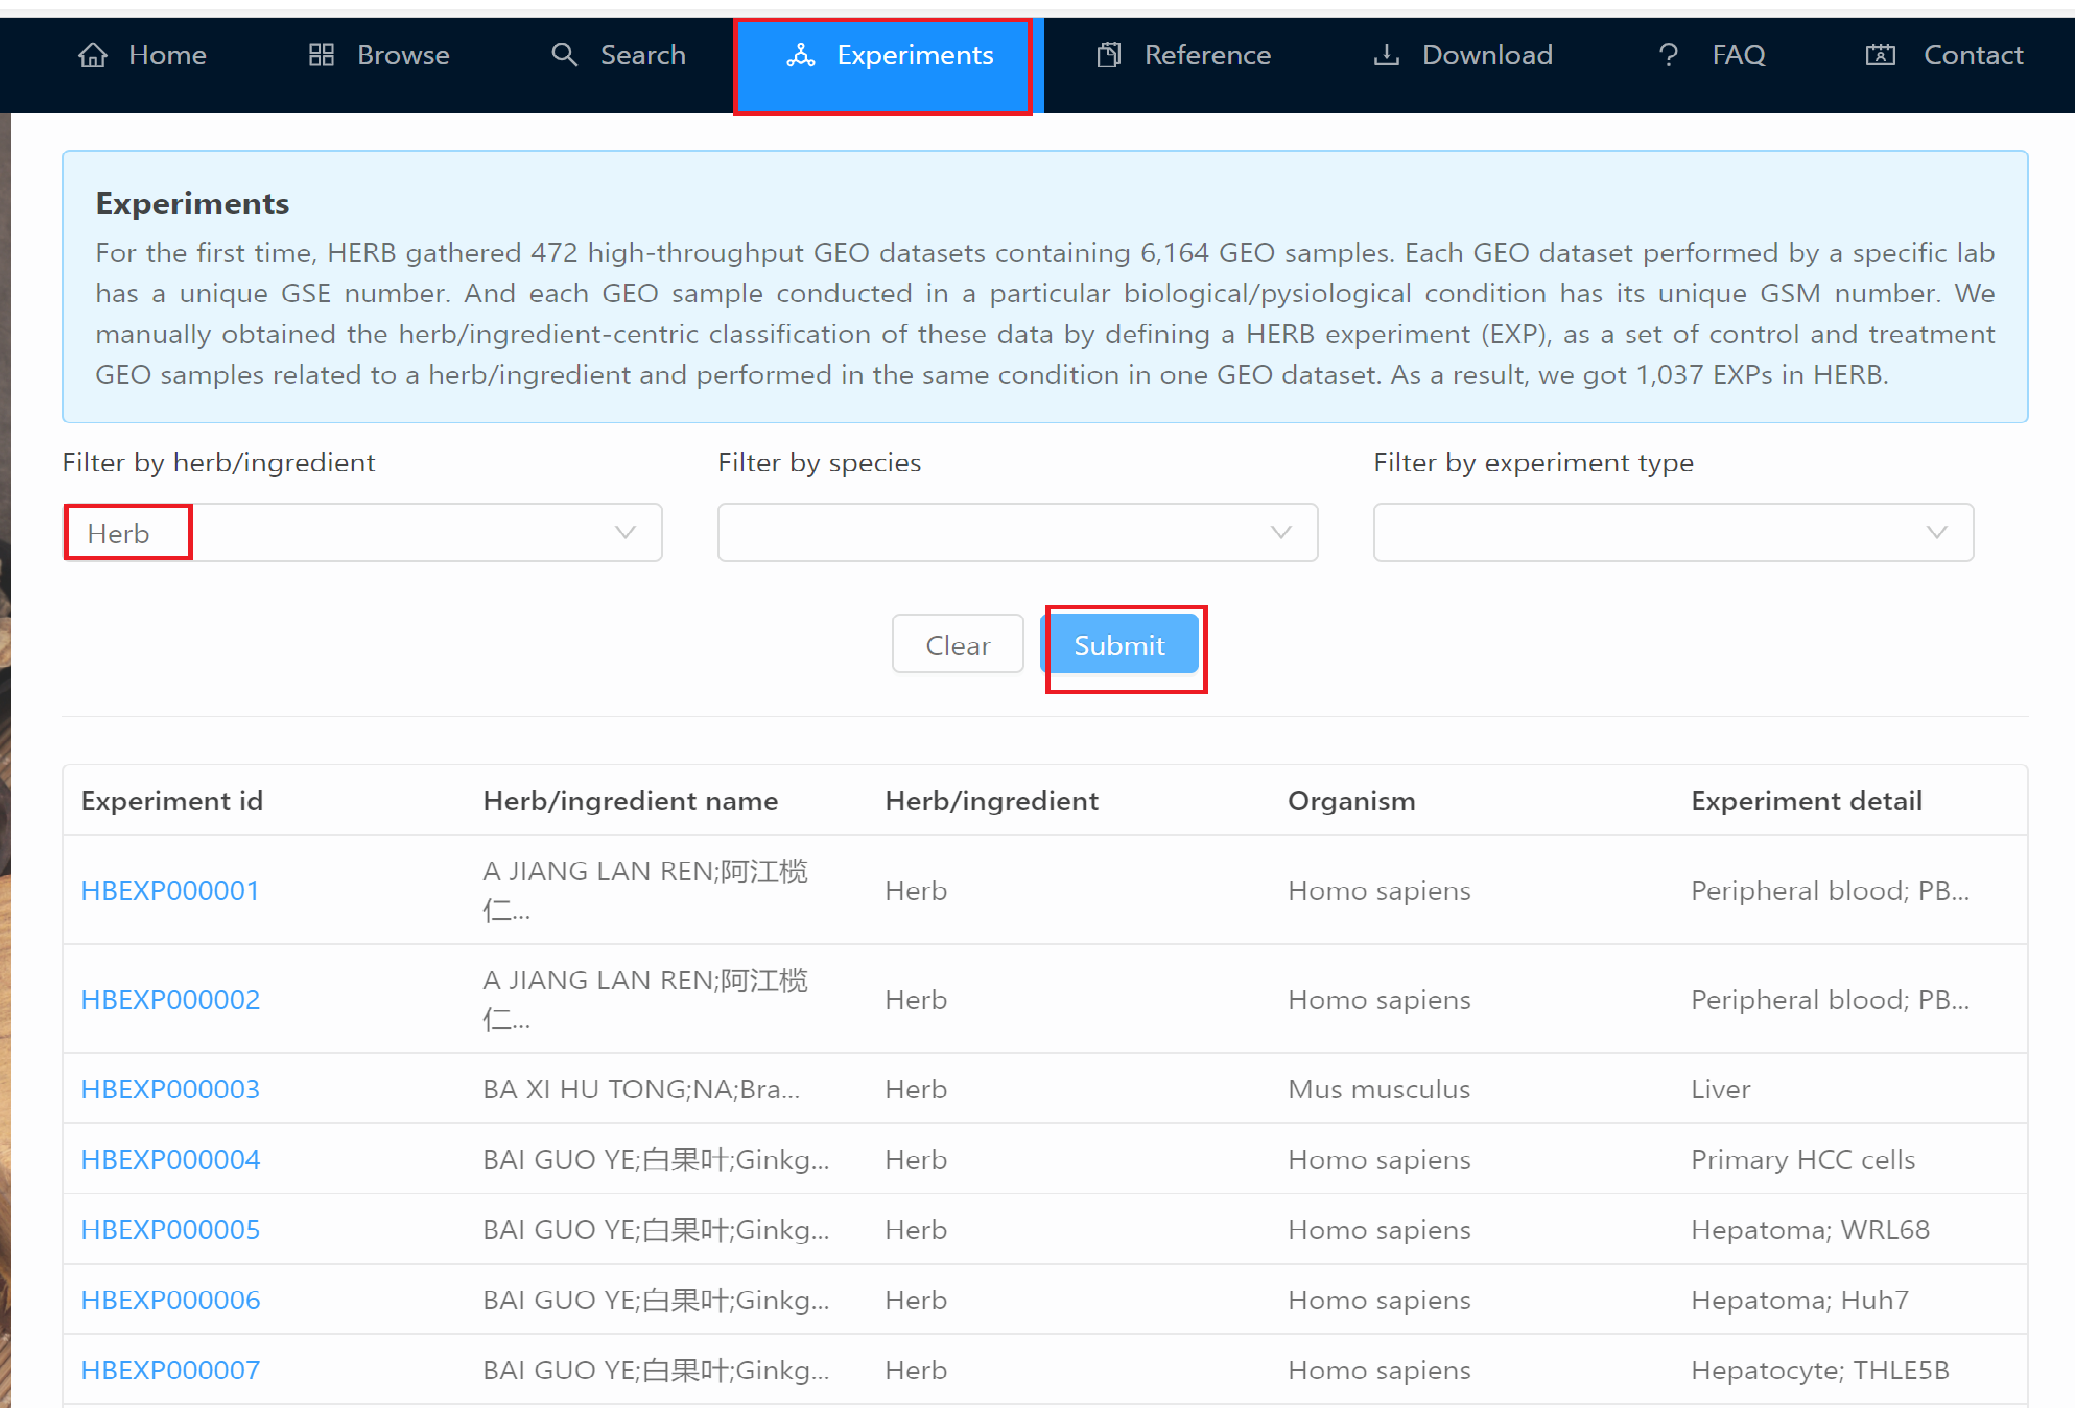 Home Browse Search Experiments Reference Download FAQ Contact
Experiments
For the first time, HERB gathered 472 high-throughput GEO datasets containing 6,164 GEO samples. Each GEO dataset performed by a specific lab
has a unique GSE number. And each GEO sample conducted in a particular biological/pysiological condition has its unique GSM number. We
manually obtained the herb/ingredient-centric classification of these data by defining a HERB experiment (EXP), as a set of control and treatment
GEO samples related to a herb/ingredient and performed in the same condition in one GEO dataset. As a result, we got 1,037 EXPs in HERB.
Filter by herb/ingredient Filter by species Filter by experiment type
Herb
Clear Submit
Experiment id Herb/ingredient name Herb/ingredient Organism Experiment detail
HBEXP000001 A JIANG LAN REN;阿江榄 Herb Homo sapiens Peripheral blood; PB...
仁...
HBEXP000002 A JIANG LAN REN;阿江榄 Herb Homo sapiens Peripheral blood; PB...
仁...
HBEXP000003 BA XI HU TONG;NA;Bra... Herb Mus musculus Liver
HBEXP000004 BAI GUO YE;白果叶;Ginkg... Herb Homo sapiens Primary HCC cells
HBEXP000005 BAI GUO YE;白果叶;Ginkg... Herb Homo sapiens Hepatoma; WRL68
HBEXP000006 BAI GUO YE;白果叶;Ginkg... Herb Homo sapiens Hepatoma; Huh7
HBEXP000007 BAI GUO YE;白果叶;Ginkg... Herb Homo sapiens Hepatocyte; THLE5B